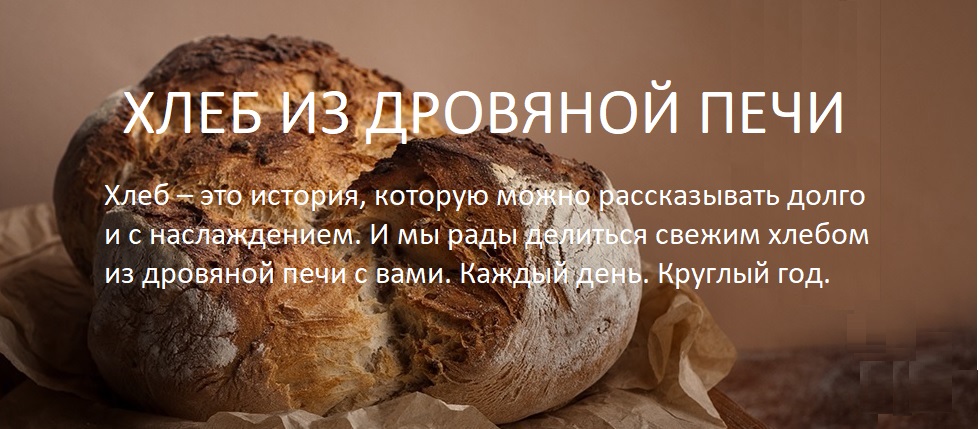 ХЛЕБ ИЗ ДРОВЯНОЙ ПЕЧИ
Хлеб – это история, которую можно рассказывать долго
и с наслаждением. И мы рады делиться свежим хлебом
из дровяной печи с вами. Каждый день. Круглый год.